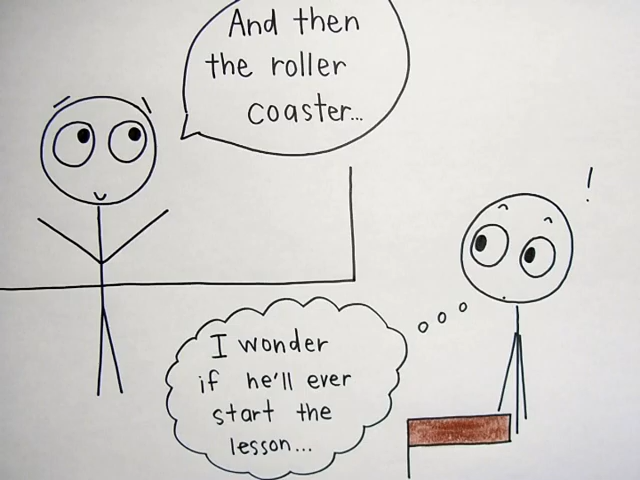 And then
the roller
coaster...
!
I wonder
if he'll ever
start the
lesson...